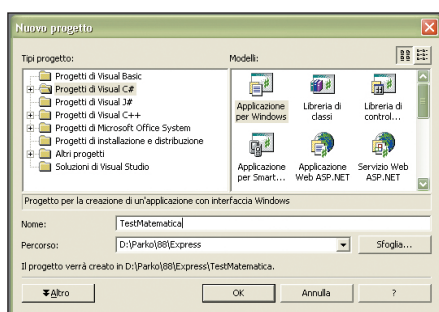 Nuovo progetto
Tipi progetto:
Modelli:
Progetti di Visual Basic
Progetti di Visual C#
Progetti di Visual J#
Progetti di Visual C++
Progetti di Microsoft Office System
Progetti di installazione e distribuzione
Altri progetti
Soluzioni di Visual Studio
Applicazione per Windows
Libreria di classi
Libreria di control...
Applicazione per Smart...
Applicazione Web ASP.NET
Servizio Web ASP.NET
Progetto per la creazione di un'applicazione con interfaccia Windows
Nome:
TestMatematica
Percorso:
D:\Parko\88\Express
Sfoglia...
Il progetto verrà creato in D:\Parko\88\Express\TestMatematica.
Altro
OK
Annulla
?